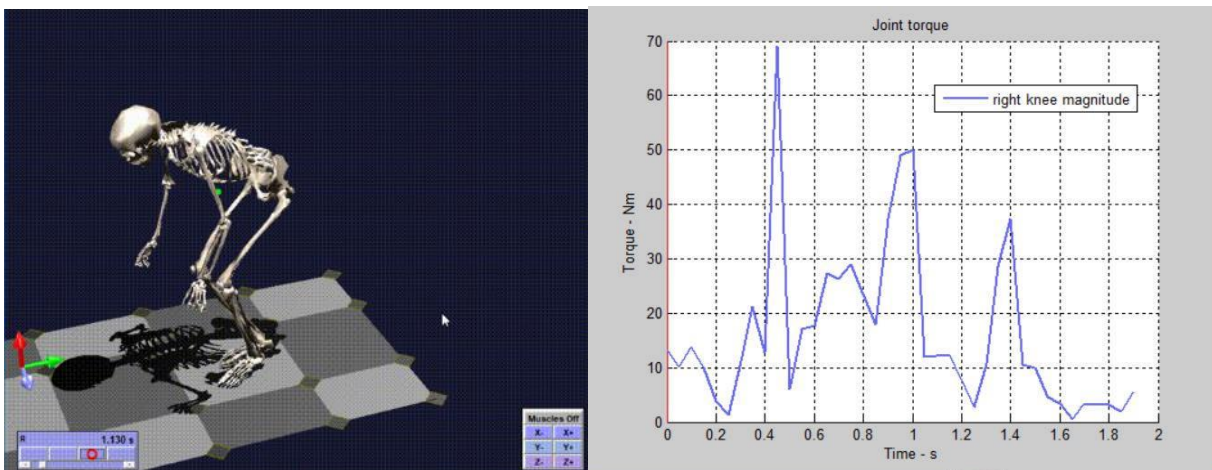 R 1.130 s
Muscles Off
X- X+
Y- Y+
Z- Z+
Joint torque
70
60
50
40
30
20
10
0
Torque - Nm
right knee magnitude
0 0.2 0.4 0.6 0.8 1 1.2 1.4 1.6 1.8 2
Time - s